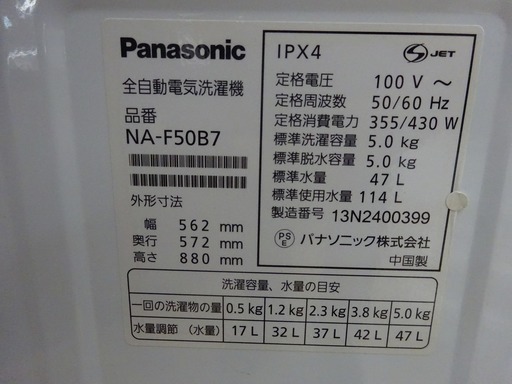 Panasonic
全自動電気洗濯機
品番
NA-F50B7
外形寸法
幅 562 mm
奥行 572 mm
高さ 880 mm
IPX4
JET
定格電圧 100 V ～
定格周波数 50/60 Hz
定格消費電力 355/430 W
標準洗濯容量 5.0 kg
標準脱水容量 5.0 kg
標準水量 47 L
標準使用水量 114 L
製造番号 13N2400399
PS E パナソニック株式会社
中国製
洗濯容量、水量の目安
一回の洗濯物の量 0.5 kg 1.2 kg 2.3 kg 3.8 kg 5.0 kg
水量調節 (水量) 17 L 32 L 37 L 42 L 47 L